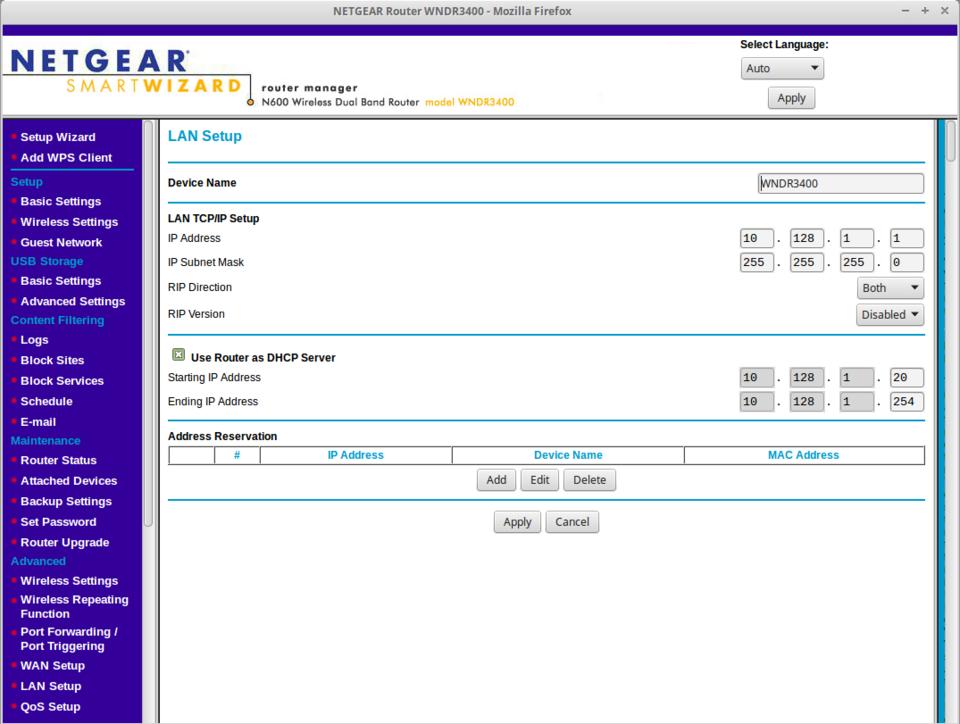 NETGEAR Router WNDR3400 - Mozilla Firefox
NETGEAR
SMARTWIZARD
router manager
N600 Wireless Dual Band Router model WNDR3400
Select Language:
Auto
Apply
Setup Wizard
Add WPS Client
Setup
Basic Settings
Wireless Settings
Guest Network
USB Storage
Basic Settings
Advanced Settings
Content Filtering
Logs
Block Sites
Block Services
Schedule
E-mail
Maintenance
Router Status
Attached Devices
Backup Settings
Set Password
Router Upgrade
Advanced
Wireless Settings
Wireless Repeating
Function
Port Forwarding /
Port Triggering
WAN Setup
LAN Setup
QoS Setup
LAN Setup
Device Name WNDR3400
LAN TCP/IP Setup
IP Address 10 . 128 . 1 . 1
IP Subnet Mask 255 . 255 . 255 . 0
RIP Direction Both
RIP Version Disabled
Use Router as DHCP Server
Starting IP Address 10 . 128 . 1 . 20
Ending IP Address 10 . 128 . 1 . 254
Address Reservation
# IP Address Device Name MAC Address
Add Edit Delete
Apply Cancel